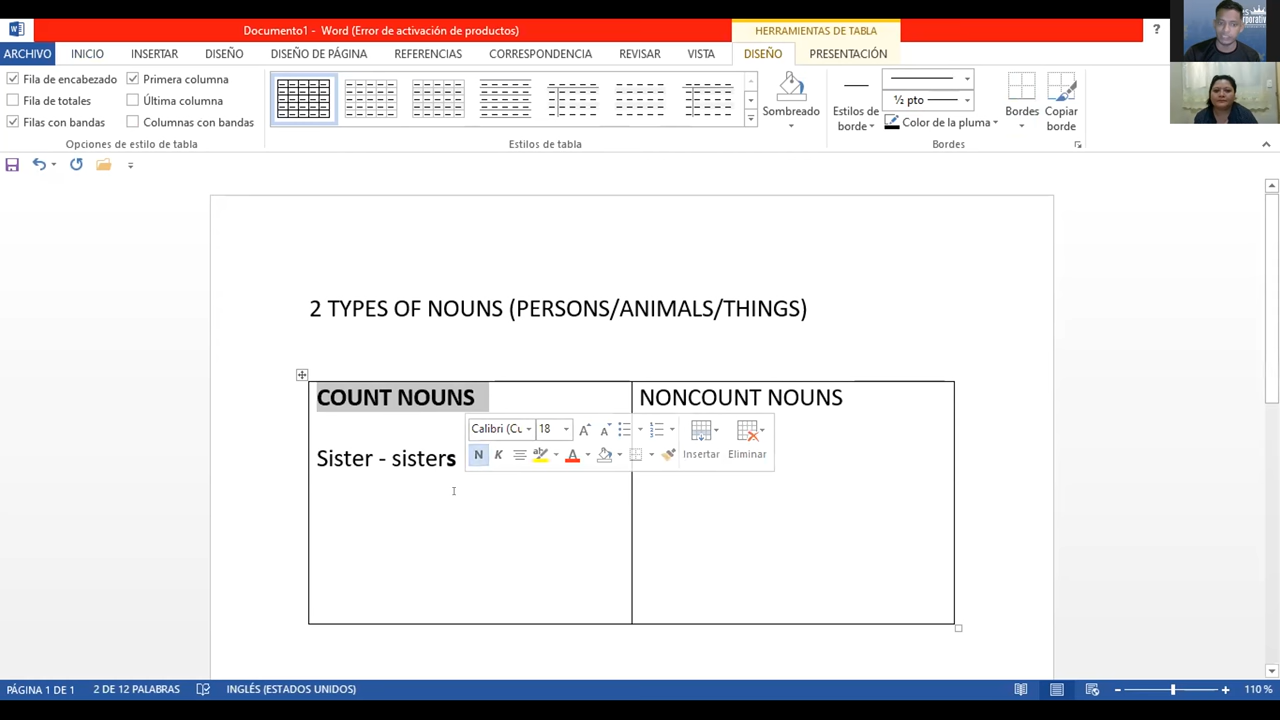 Documento1 - Word (Error de activación de productos)
HERRAMIENTAS DE TABLA
?
ARCHIVO INICIO INSERTAR DISEÑO DISEÑO DE PÁGINA REFERENCIAS CORRESPONDENCIA REVISAR VISTA DISEÑO PRESENTACIÓN
Fila de encabezado Primera columna
Fila de totales Última columna
Filas con bandas Columnas con bandas
Opciones de estilo de tabla
Estilos de tabla
Sombreado
Estilos de borde
½ pto
Color de la pluma
Bordes
Copiar borde
Bordes
2 TYPES OF NOUNS (PERSONS/ANIMALS/THINGS)
COUNT NOUNS NONCOUNT NOUNS
Calibri (Cu 18
N K Insertar Eliminar
Sister - sisters
PÁGINA 1 DE 1 2 DE 12 PALABRAS INGLÉS (ESTADOS UNIDOS) 110 %